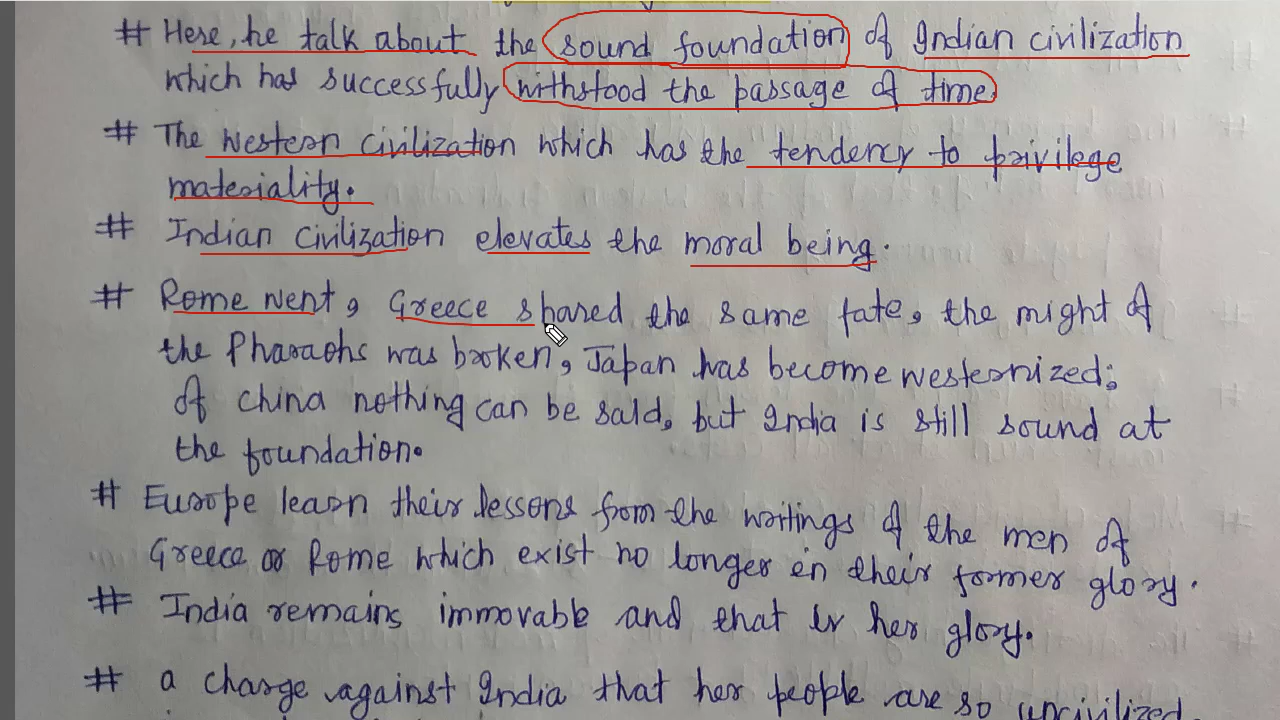 # Here, he talk about the sound foundation of Indian civilization
which has successfully withstood the passage of time.
# The western civilization which has the tendency to privilege
materiality.
# Indian civilization elevates the moral being.
# Rome went, Greece shared the same fate, the might of
the Pharaohs was broken, Japan has become westernized;
of china nothing can be said, but India is still sound at
the foundation.
# Europe learn their lessons from the writings of the men of
Greece or Rome which exist no longer in their former glory.
# India remains immovable and that is her glory.
# a charge against India that her people are so uncivilized,